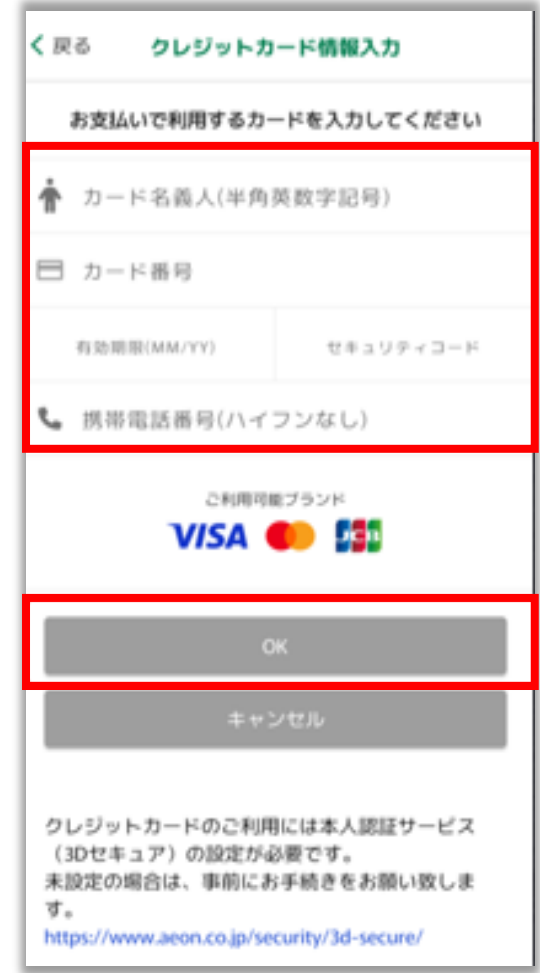 戻る クレジットカード情報入力
お支払いで利用するカードを入力してください
カード名義人(半角英数字記号)
カード番号
有効期限(MM/YY) セキュリティコード
携帯電話番号(ハイフンなし)
ご利用可能ブランド
VISA JCB
OK
キャンセル
クレジットカードのご利用には本人認証サービス
（3Dセキュア）の設定が必要です。
未設定の場合は、事前にお手続きをお願い致しま
す。
https://www.aeon.co.jp/security/3d-secure/